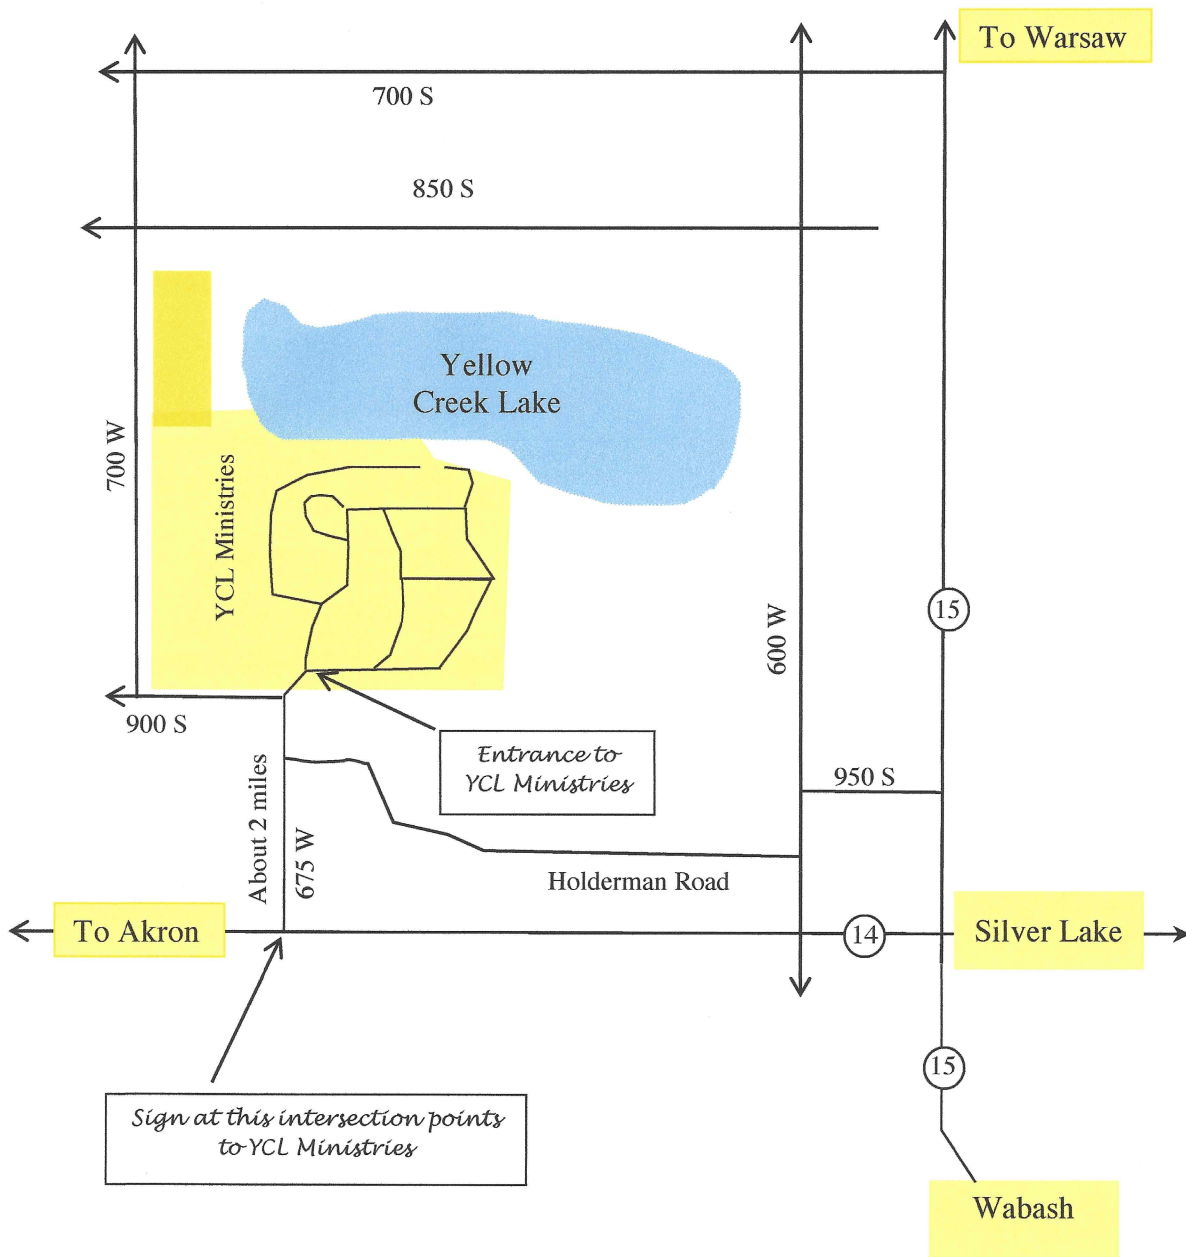 To Warsaw
700 S
850 S
Yellow
Creek Lake
700 W
YCL Ministries
15
600 W
900 S
Entrance to
YCL Ministries
950 S
About 2 miles
675 W
Holderman Road
To Akron
14
Silver Lake
15
Sign at this intersection points
to YCL Ministries
Wabash